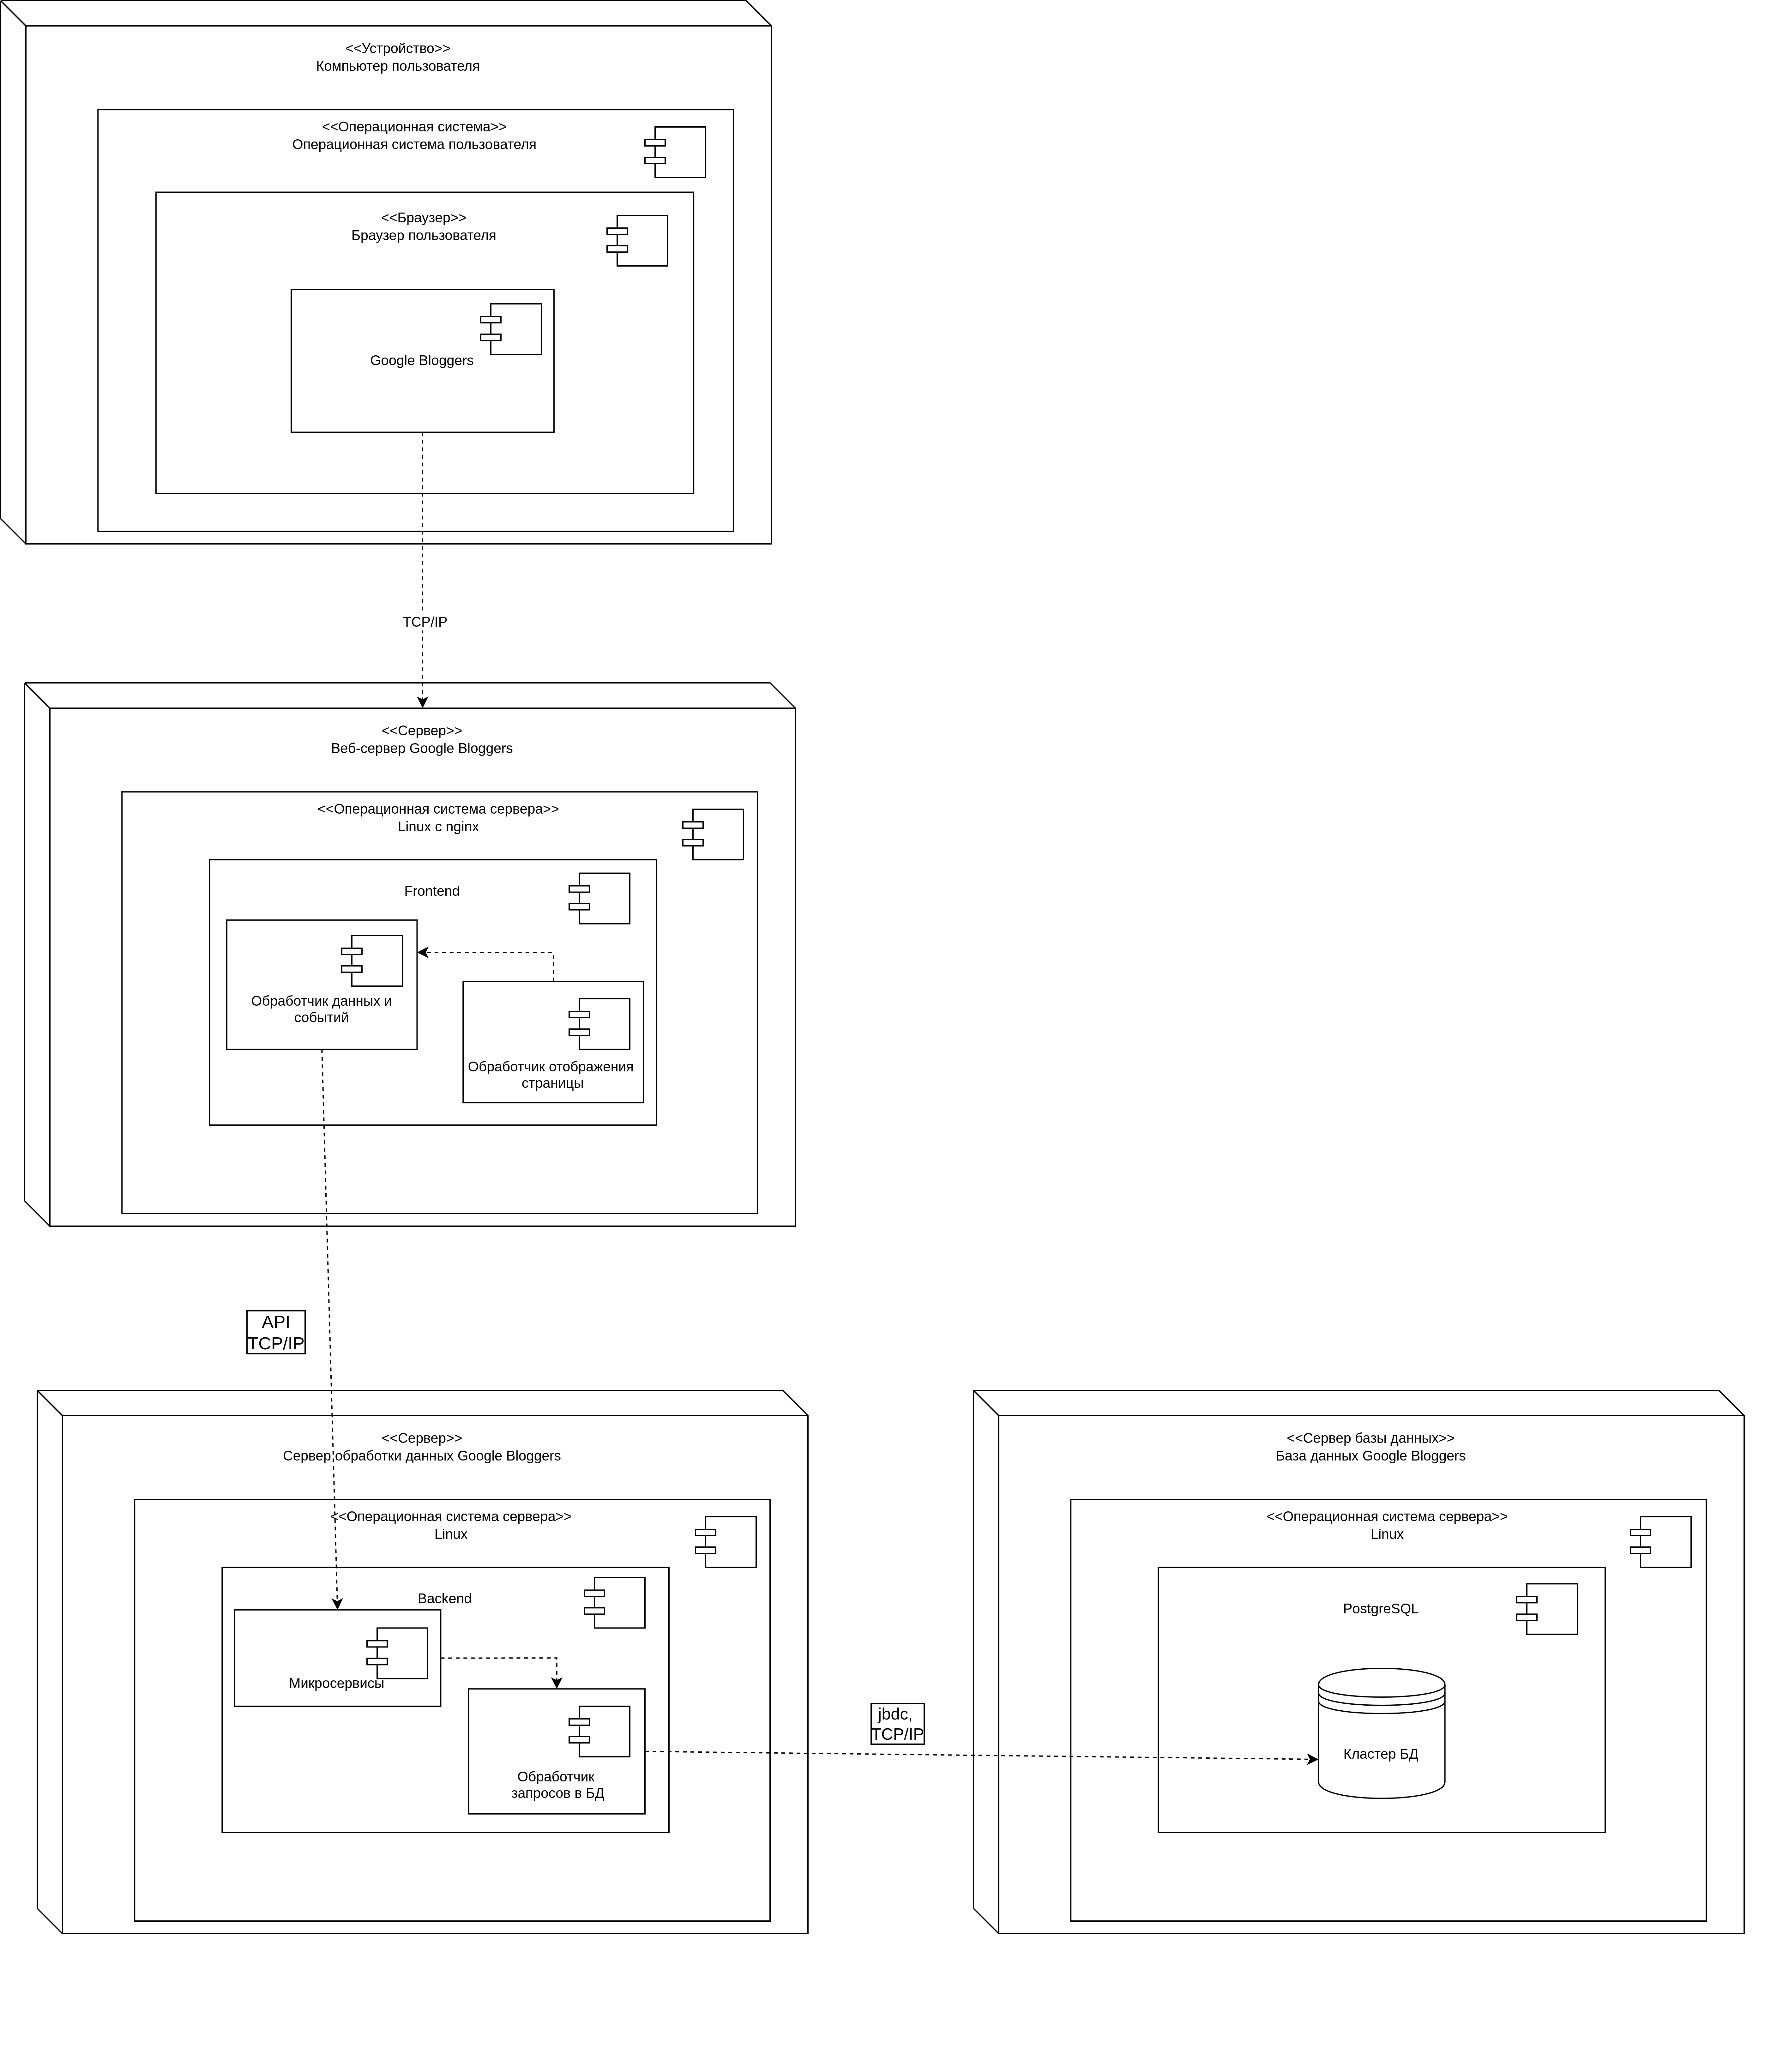 <<Устройство>>
Компьютер пользователя
<<Операционная система>>
Операционная система пользователя
<<Браузер>>
Браузер пользователя
Google Bloggers
TCP/IP
<<Сервер>>
Веб-сервер Google Bloggers
<<Операционная система сервера>>
Linux с nginx
Frontend
Обработчик данных и
событий
Обработчик отображения
страницы
API
TCP/IP
<<Сервер>>
Сервер обработки данных Google Bloggers
<<Операционная система сервера>>
Linux
Backend
Микросервисы
Обработчик
запросов в БД
jbdc,
TCP/IP
<<Сервер базы данных>>
База данных Google Bloggers
<<Операционная система сервера>>
Linux
PostgreSQL
Кластер БД